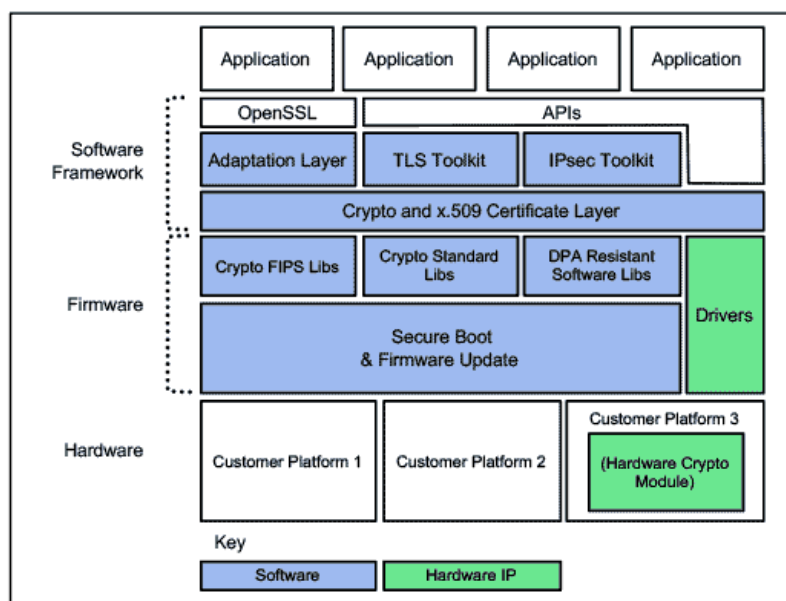 Application Application Application Application
OpenSSL APIs
Software
Framework
Adaptation Layer TLS Toolkit IPsec Toolkit
Crypto and x.509 Certificate Layer
Firmware
Crypto FIPS Libs
Crypto Standard
Libs
DPA Resistant
Software Libs
Drivers
Secure Boot
& Firmware Update
Hardware
Customer Platform 1
Customer Platform 2
Customer Platform 3
(Hardware Crypto
Module)
Key
Software Hardware IP